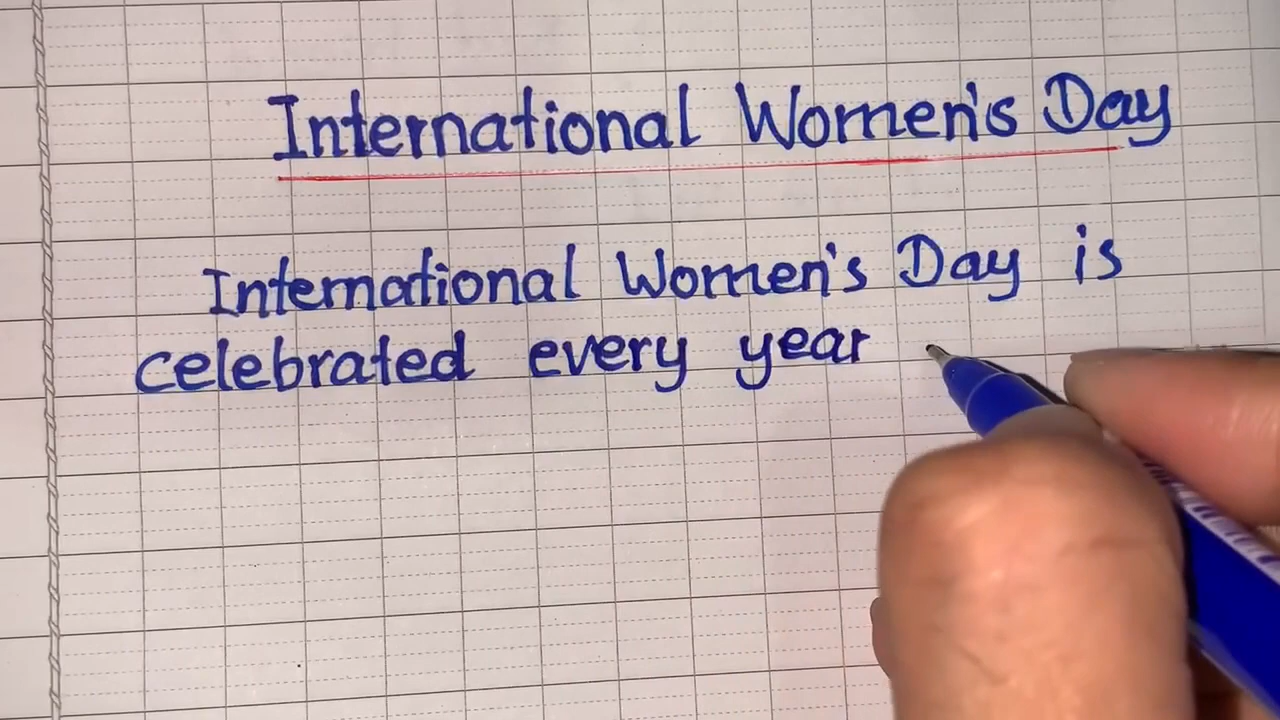 International Women's Day
International Women's Day is
celebrated every year